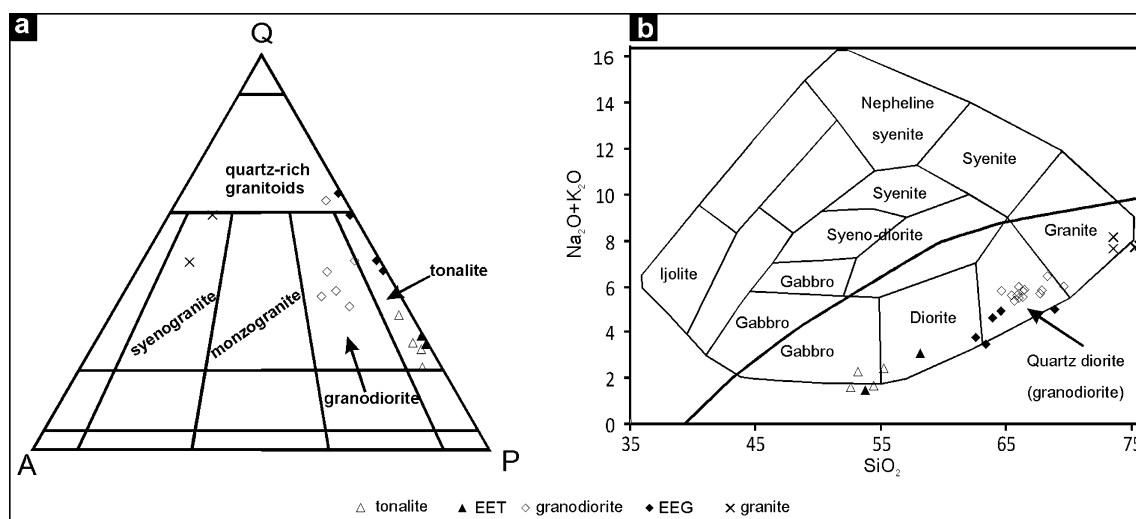 a
Q
quartz-rich
granitoids
tonalite
syenogranite
monzogranite
granodiorite
A
P
b
Na₂O+K₂O
16
14
12
10
8
6
4
2
0
35
45
55
65
75
SiO₂
Nepheline
syenite
Syenite
Syenite
Syeno-diorite
Granite
Ijolite
Gabbro
Gabbro
Gabbro
Diorite
Quartz diorite
(granodiorite)
tonalite
EET
granodiorite
EEG
granite